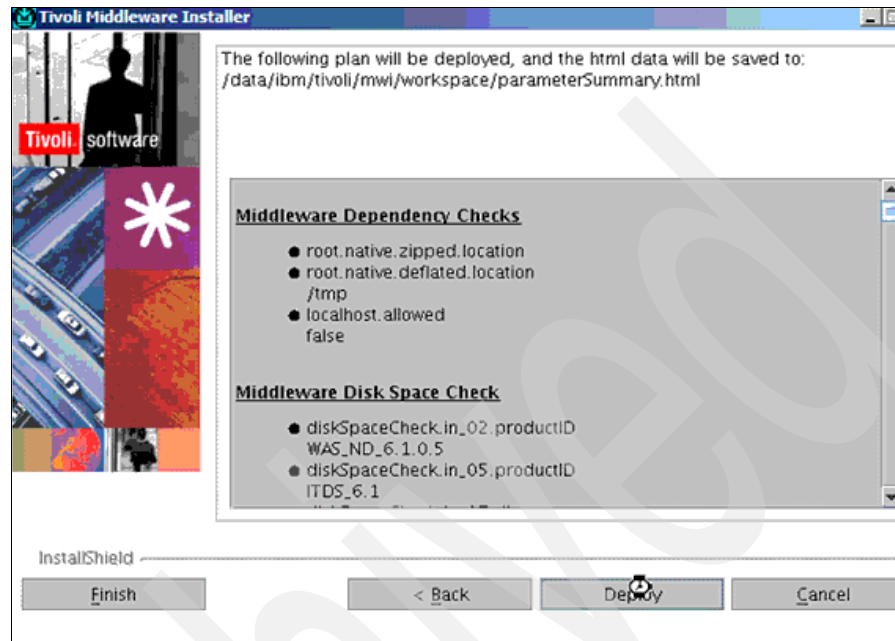 Tivoli Middleware Installer
The following plan will be deployed, and the html data will be saved to:
/data/ibm/tivoli/mwi/workspace/parameterSummary.html
Tivoli software
Middleware Dependency Checks
root.native.zipped.location
root.native.deflated.location
/tmp
localhost.allowed
false
Middleware Disk Space Check
diskSpaceCheck.in_02.productID
WAS_ND_6.1.0.5
diskSpaceCheck.in_05.productID
ITDS_6.1
InstallShield
Finish
< Back
Deploy
Cancel